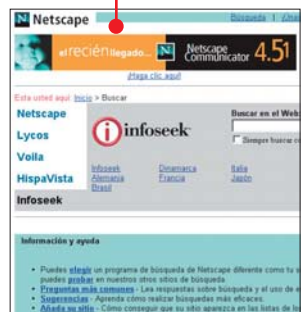 Netscape
Búsqueda |
el recién llegado... Netscape Communicator 4.51
¡Haga clic aquí!
Esta usted aquí: Inicio > Buscar
Netscape
Lycos
Voila
HispaVista
Infoseek
infoseek
Buscar en el Web
Siempre buscar
Infoseek Dinamarca Italia
Alemania Francia Japón
Brasil
Información y ayuda
• Puedes elegir un programa de búsqueda de Netscape diferente como tu
puedes probar en nuestros otros sitios de búsqueda.
• Preguntas más comunes - Lea respuestas sobre búsqueda y el uso de
• Sugerencias - Aprenda cómo realizar búsquedas más eficaces.
• Añada su sitio - Cómo conseguir que su sitio aparezca en las listas de